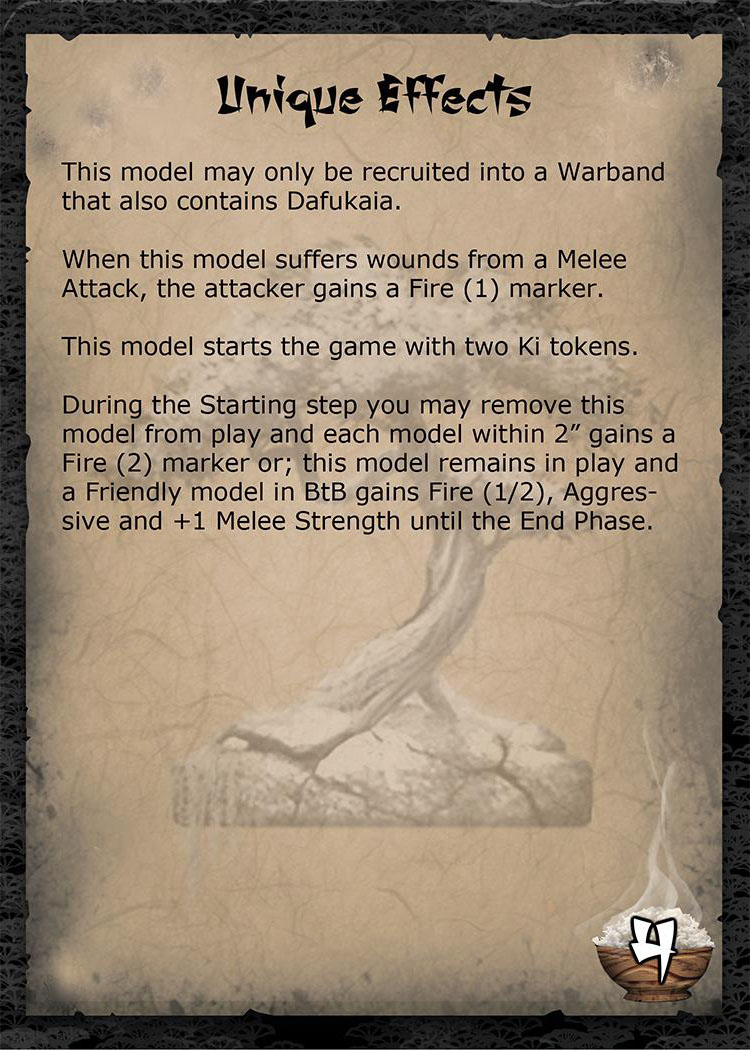 Unique Effects
This model may only be recruited into a Warband
that also contains Dafukaia.
When this model suffers wounds from a Melee
Attack, the attacker gains a Fire (1) marker.
This model starts the game with two Ki tokens.
During the Starting step you may remove this
model from play and each model within 2” gains a
Fire (2) marker or; this model remains in play and
a Friendly model in BtB gains Fire (1/2), Aggres-
sive and +1 Melee Strength until the End Phase.
4